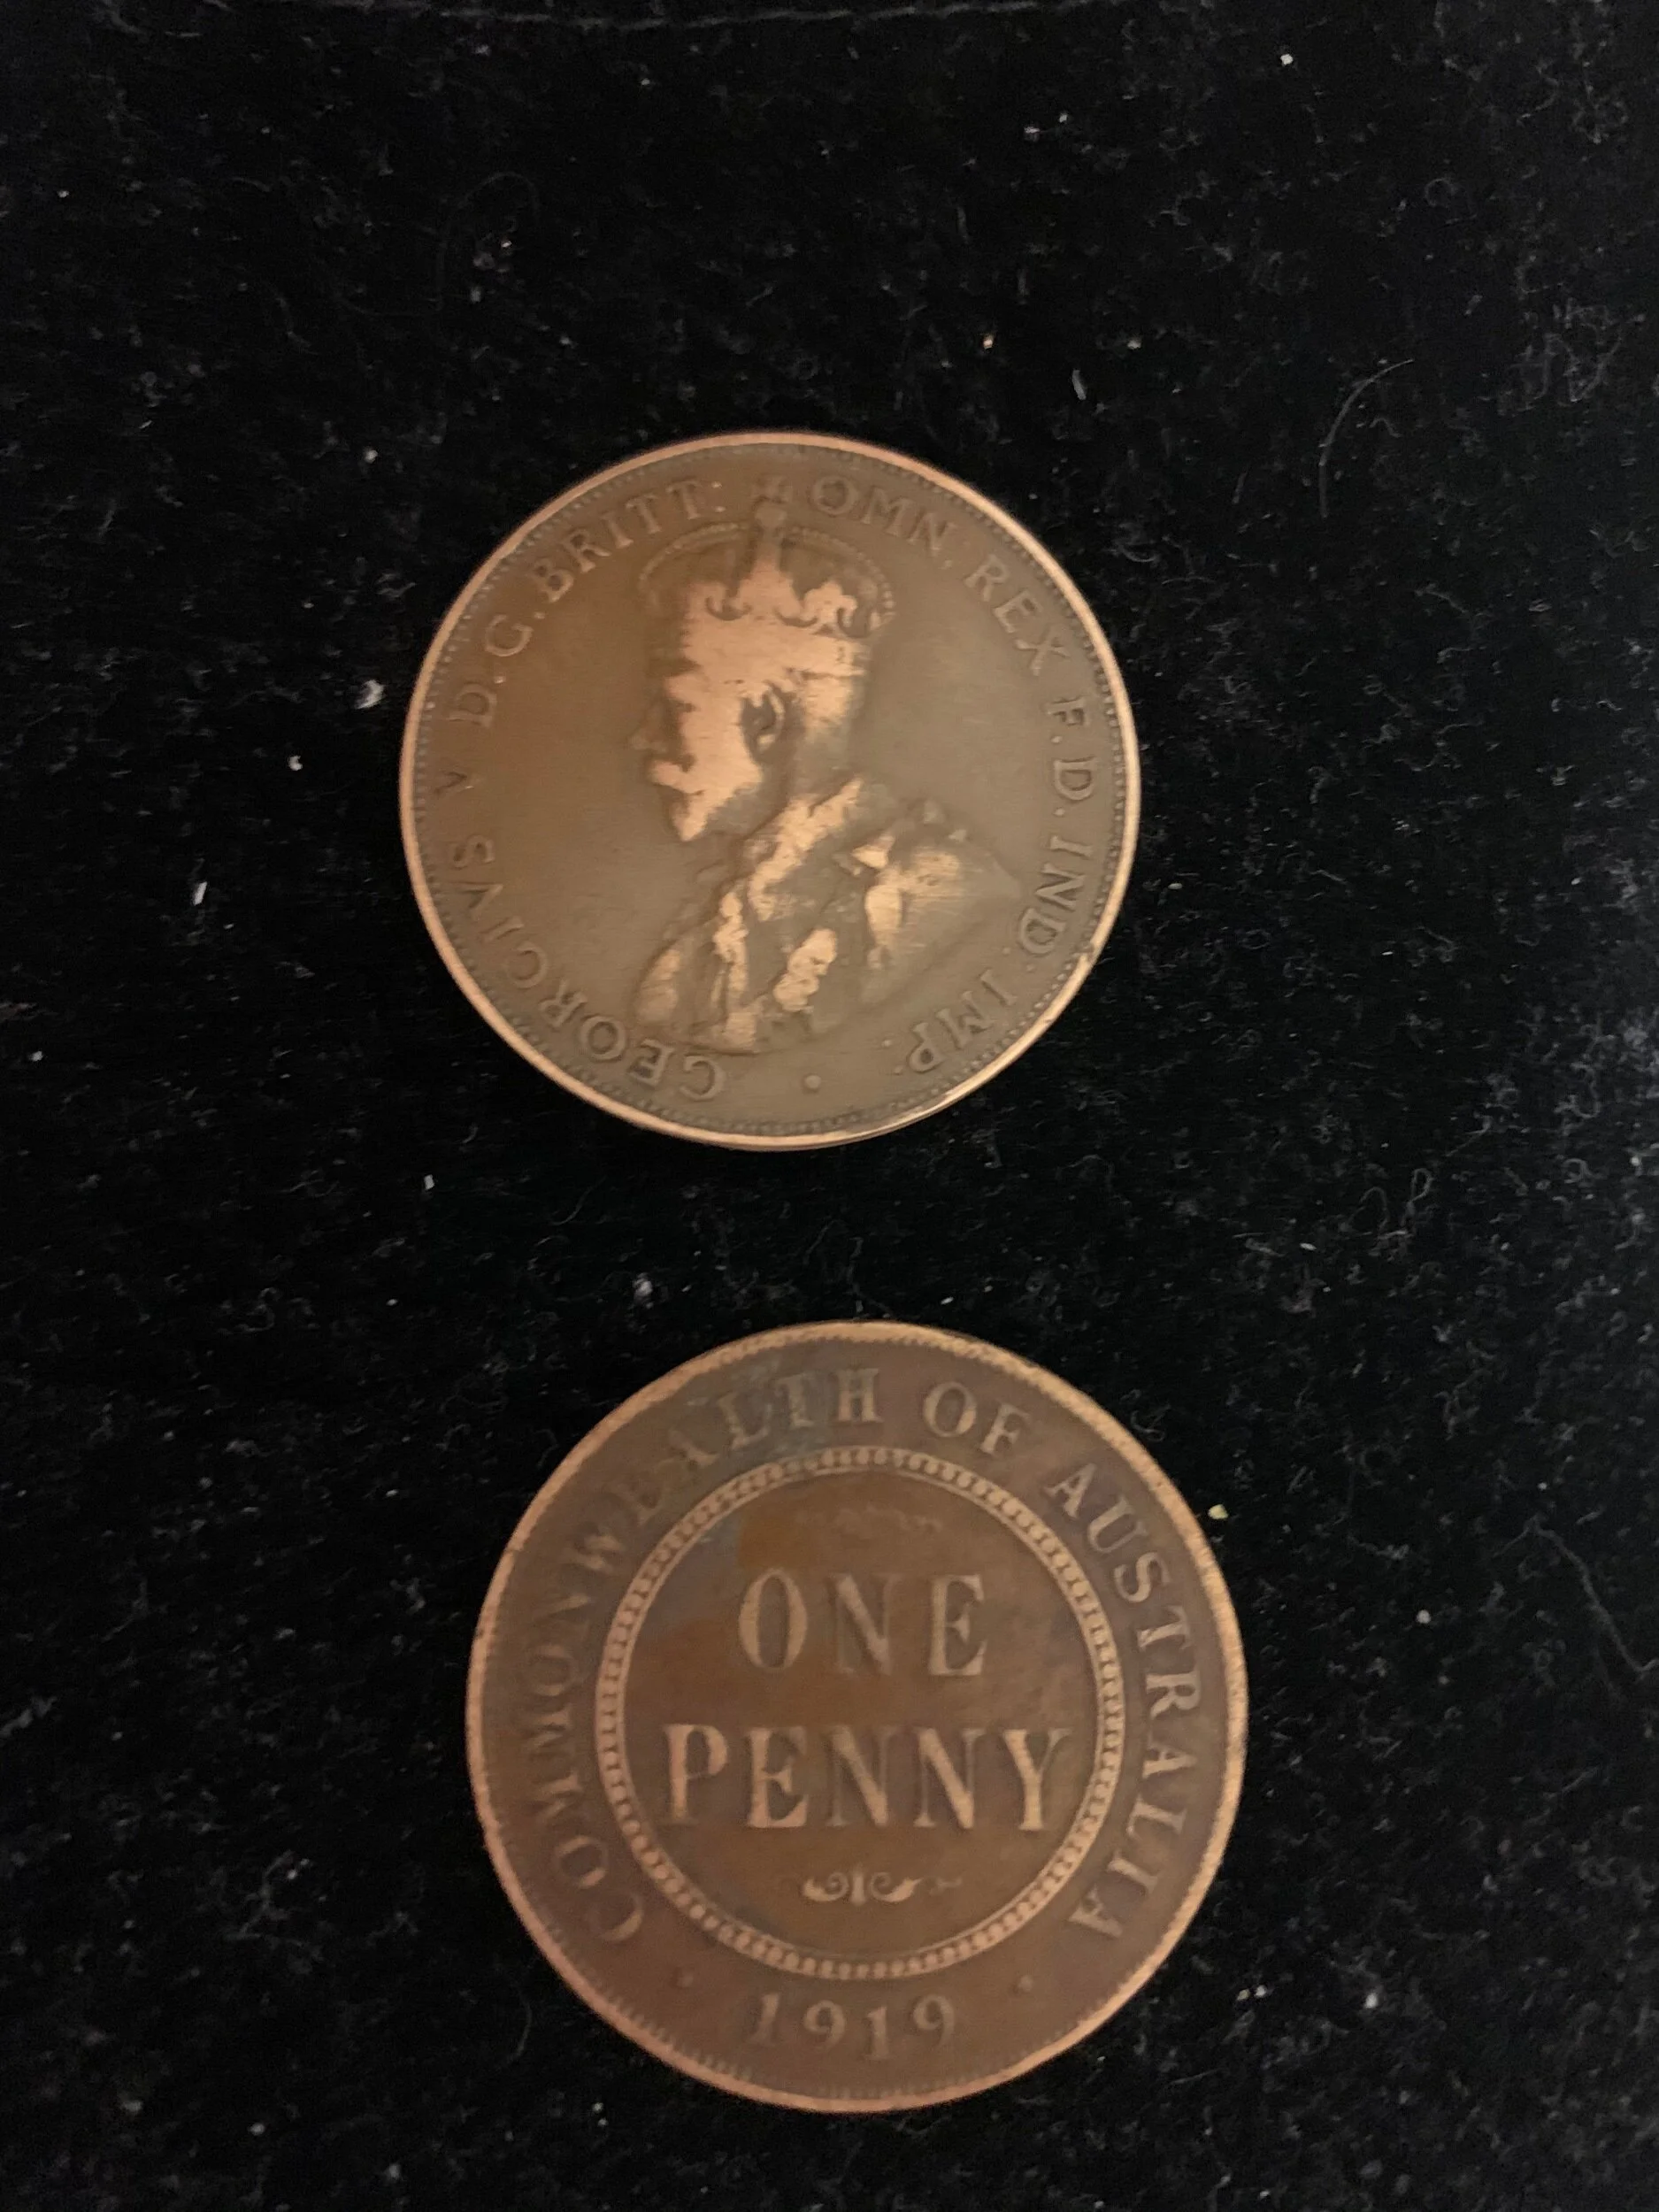 GEORGIVS V D.G. BRITT: OMN. REX F.D. IND: IMP.
COMMONWEALTH OF AUSTRALIA
ONE
PENNY
1919